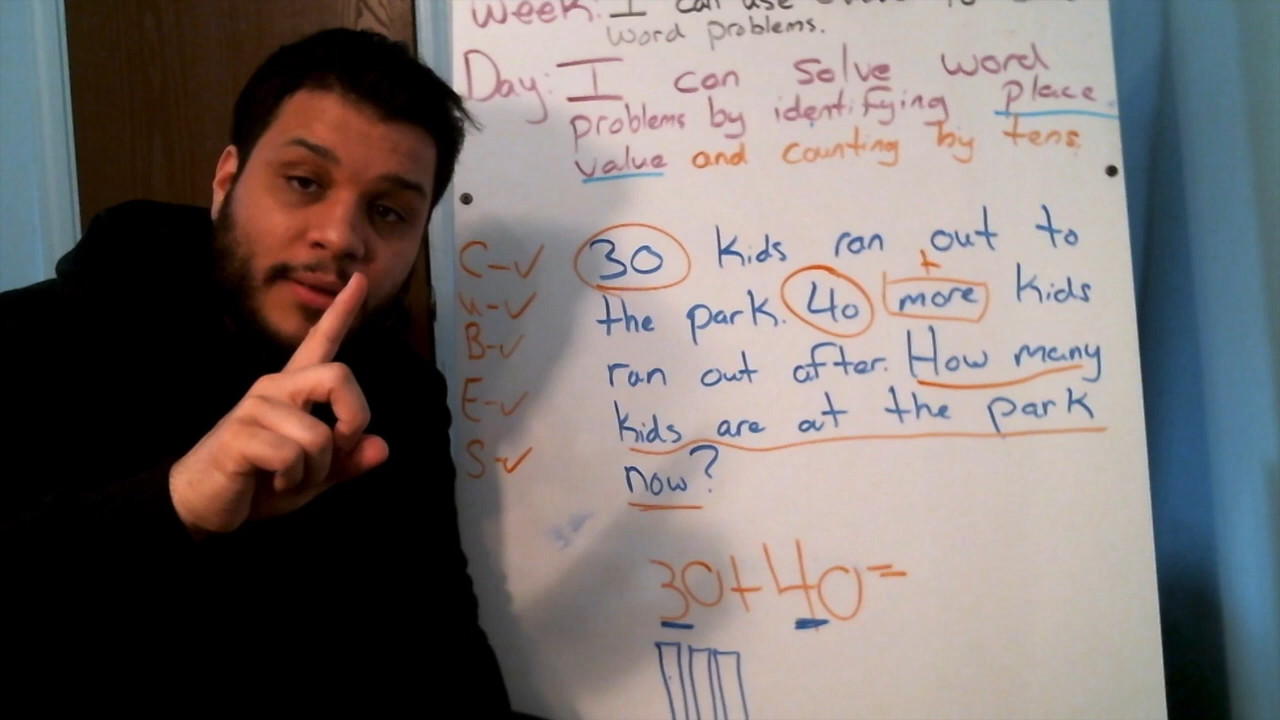 Week: I can use
word problems.
Day: I can solve word
problems by identifying place
value and counting by tens.
C-✓ 30 kids ran out to
+
U-✓ the park. 40 more kids
B-✓ ran out after. How many
E-✓ kids are at the park
S-✓ now?
30+40=